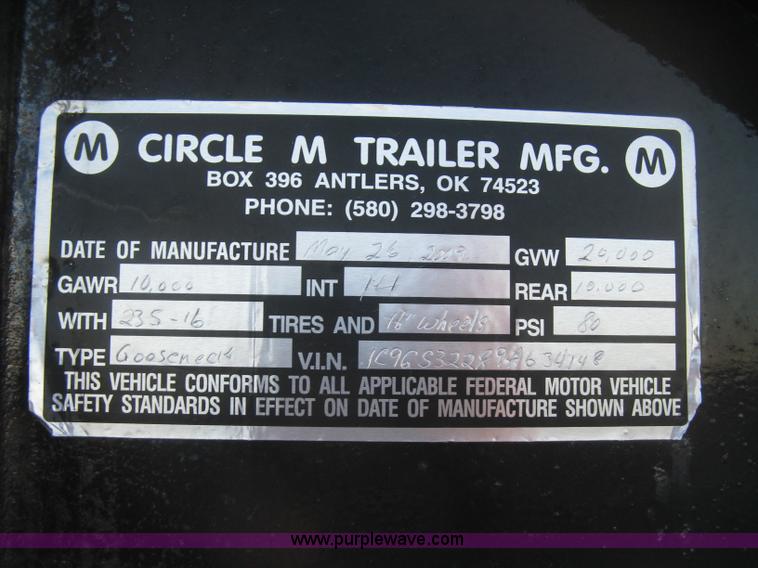 M CIRCLE M TRAILER MFG. M
BOX 396 ANTLERS, OK 74523
PHONE: (580) 298-3798
DATE OF MANUFACTURE May 26, 2009 GVW 20,000
GAWR 10,000 INT REAR 10,000
WITH 235-16 TIRES AND 16" wheels PSI 80
TYPE Gooseneck V.I.N.
THIS VEHICLE CONFORMS TO ALL APPLICABLE FEDERAL MOTOR VEHICLE
SAFETY STANDARDS IN EFFECT ON DATE OF MANUFACTURE SHOWN ABOVE
www.purplewave.com